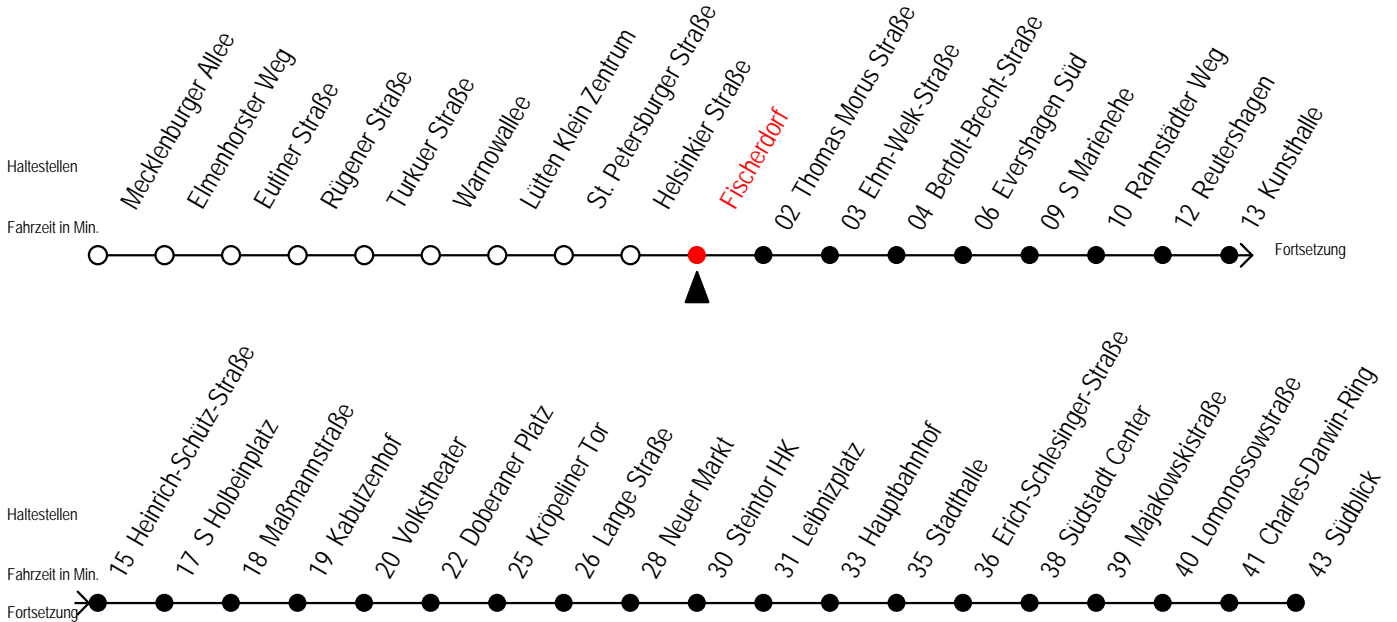 Haltestellen
Mecklenburger Allee
Elmenhorster Weg
Eutiner Straße
Rügener Straße
Turkuer Straße
Warnowallee
Lütten Klein Zentrum
St. Petersburger Straße
Helsinkier Straße
Fischerdorf
02 Thomas Morus Straße
03 Ehm-Welk-Straße
04 Bertolt-Brecht-Straße
06 Evershagen Süd
09 S Marienehe
10 Rahnstädter Weg
12 Reutershagen
13 Kunsthalle
Fahrzeit in Min.
Fortsetzung
Haltestellen
15 Heinrich-Schütz-Straße
17 S Holbeinplatz
18 Maßmannstraße
19 Kabutzenhof
20 Volkstheater
22 Doberaner Platz
25 Kröpeliner Tor
26 Lange Straße
28 Neuer Markt
30 Steintor IHK
31 Leibnizplatz
33 Hauptbahnhof
35 Stadthalle
36 Erich-Schlesinger-Straße
38 Südstadt Center
39 Majakowskistraße
40 Lomonossowstraße
41 Charles-Darwin-Ring
43 Südblick
Fahrzeit in Min.
Fortsetzung